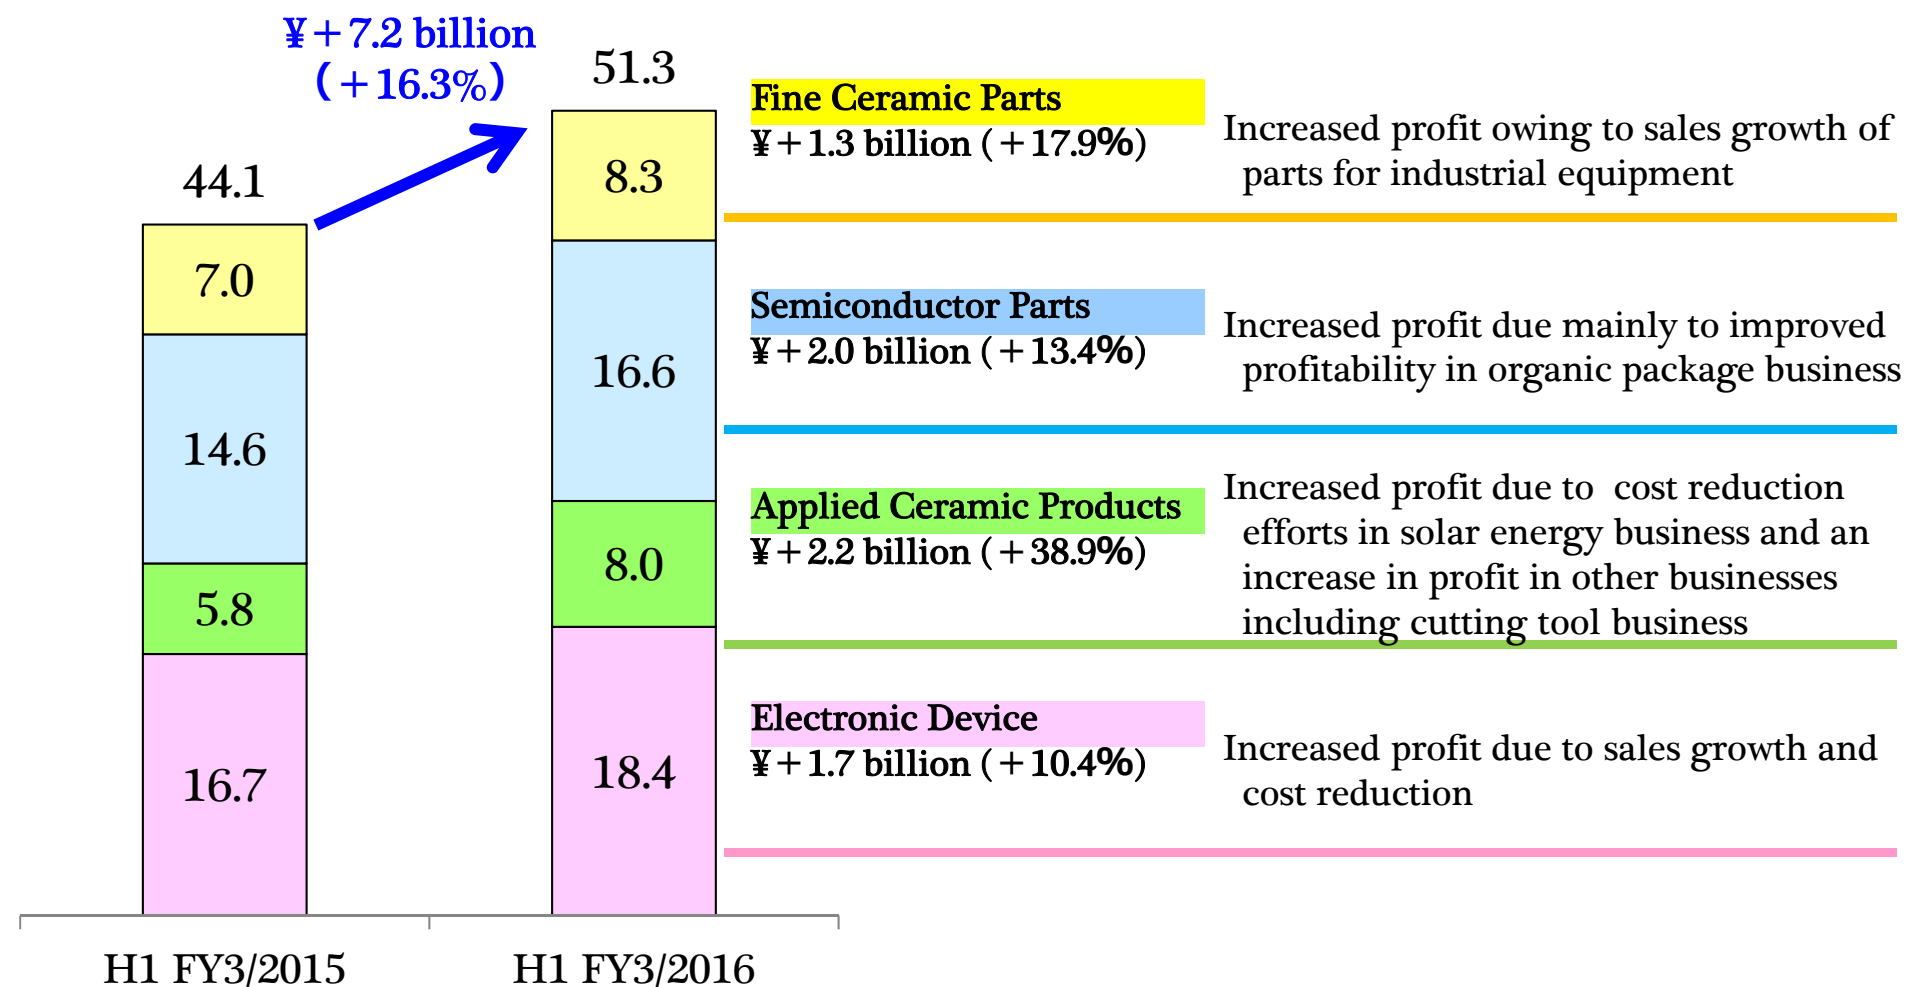 ¥＋7.2 billion
（＋16.3%）
44.1
7.0
14.6
5.8
16.7
H1 FY3/2015
51.3
8.3
16.6
8.0
18.4
H1 FY3/2016
Fine Ceramic Parts
¥＋1.3 billion (＋17.9%)
Increased profit owing to sales growth of
parts for industrial equipment
Semiconductor Parts
¥＋2.0 billion (＋13.4%)
Increased profit due mainly to improved
profitability in organic package business
Applied Ceramic Products
¥＋2.2 billion (＋38.9%)
Increased profit due to  cost reduction
efforts in solar energy business and an
increase in profit in other businesses
including cutting tool business
Electronic Device
¥＋1.7 billion (＋10.4%)
Increased profit due to sales growth and
cost reduction